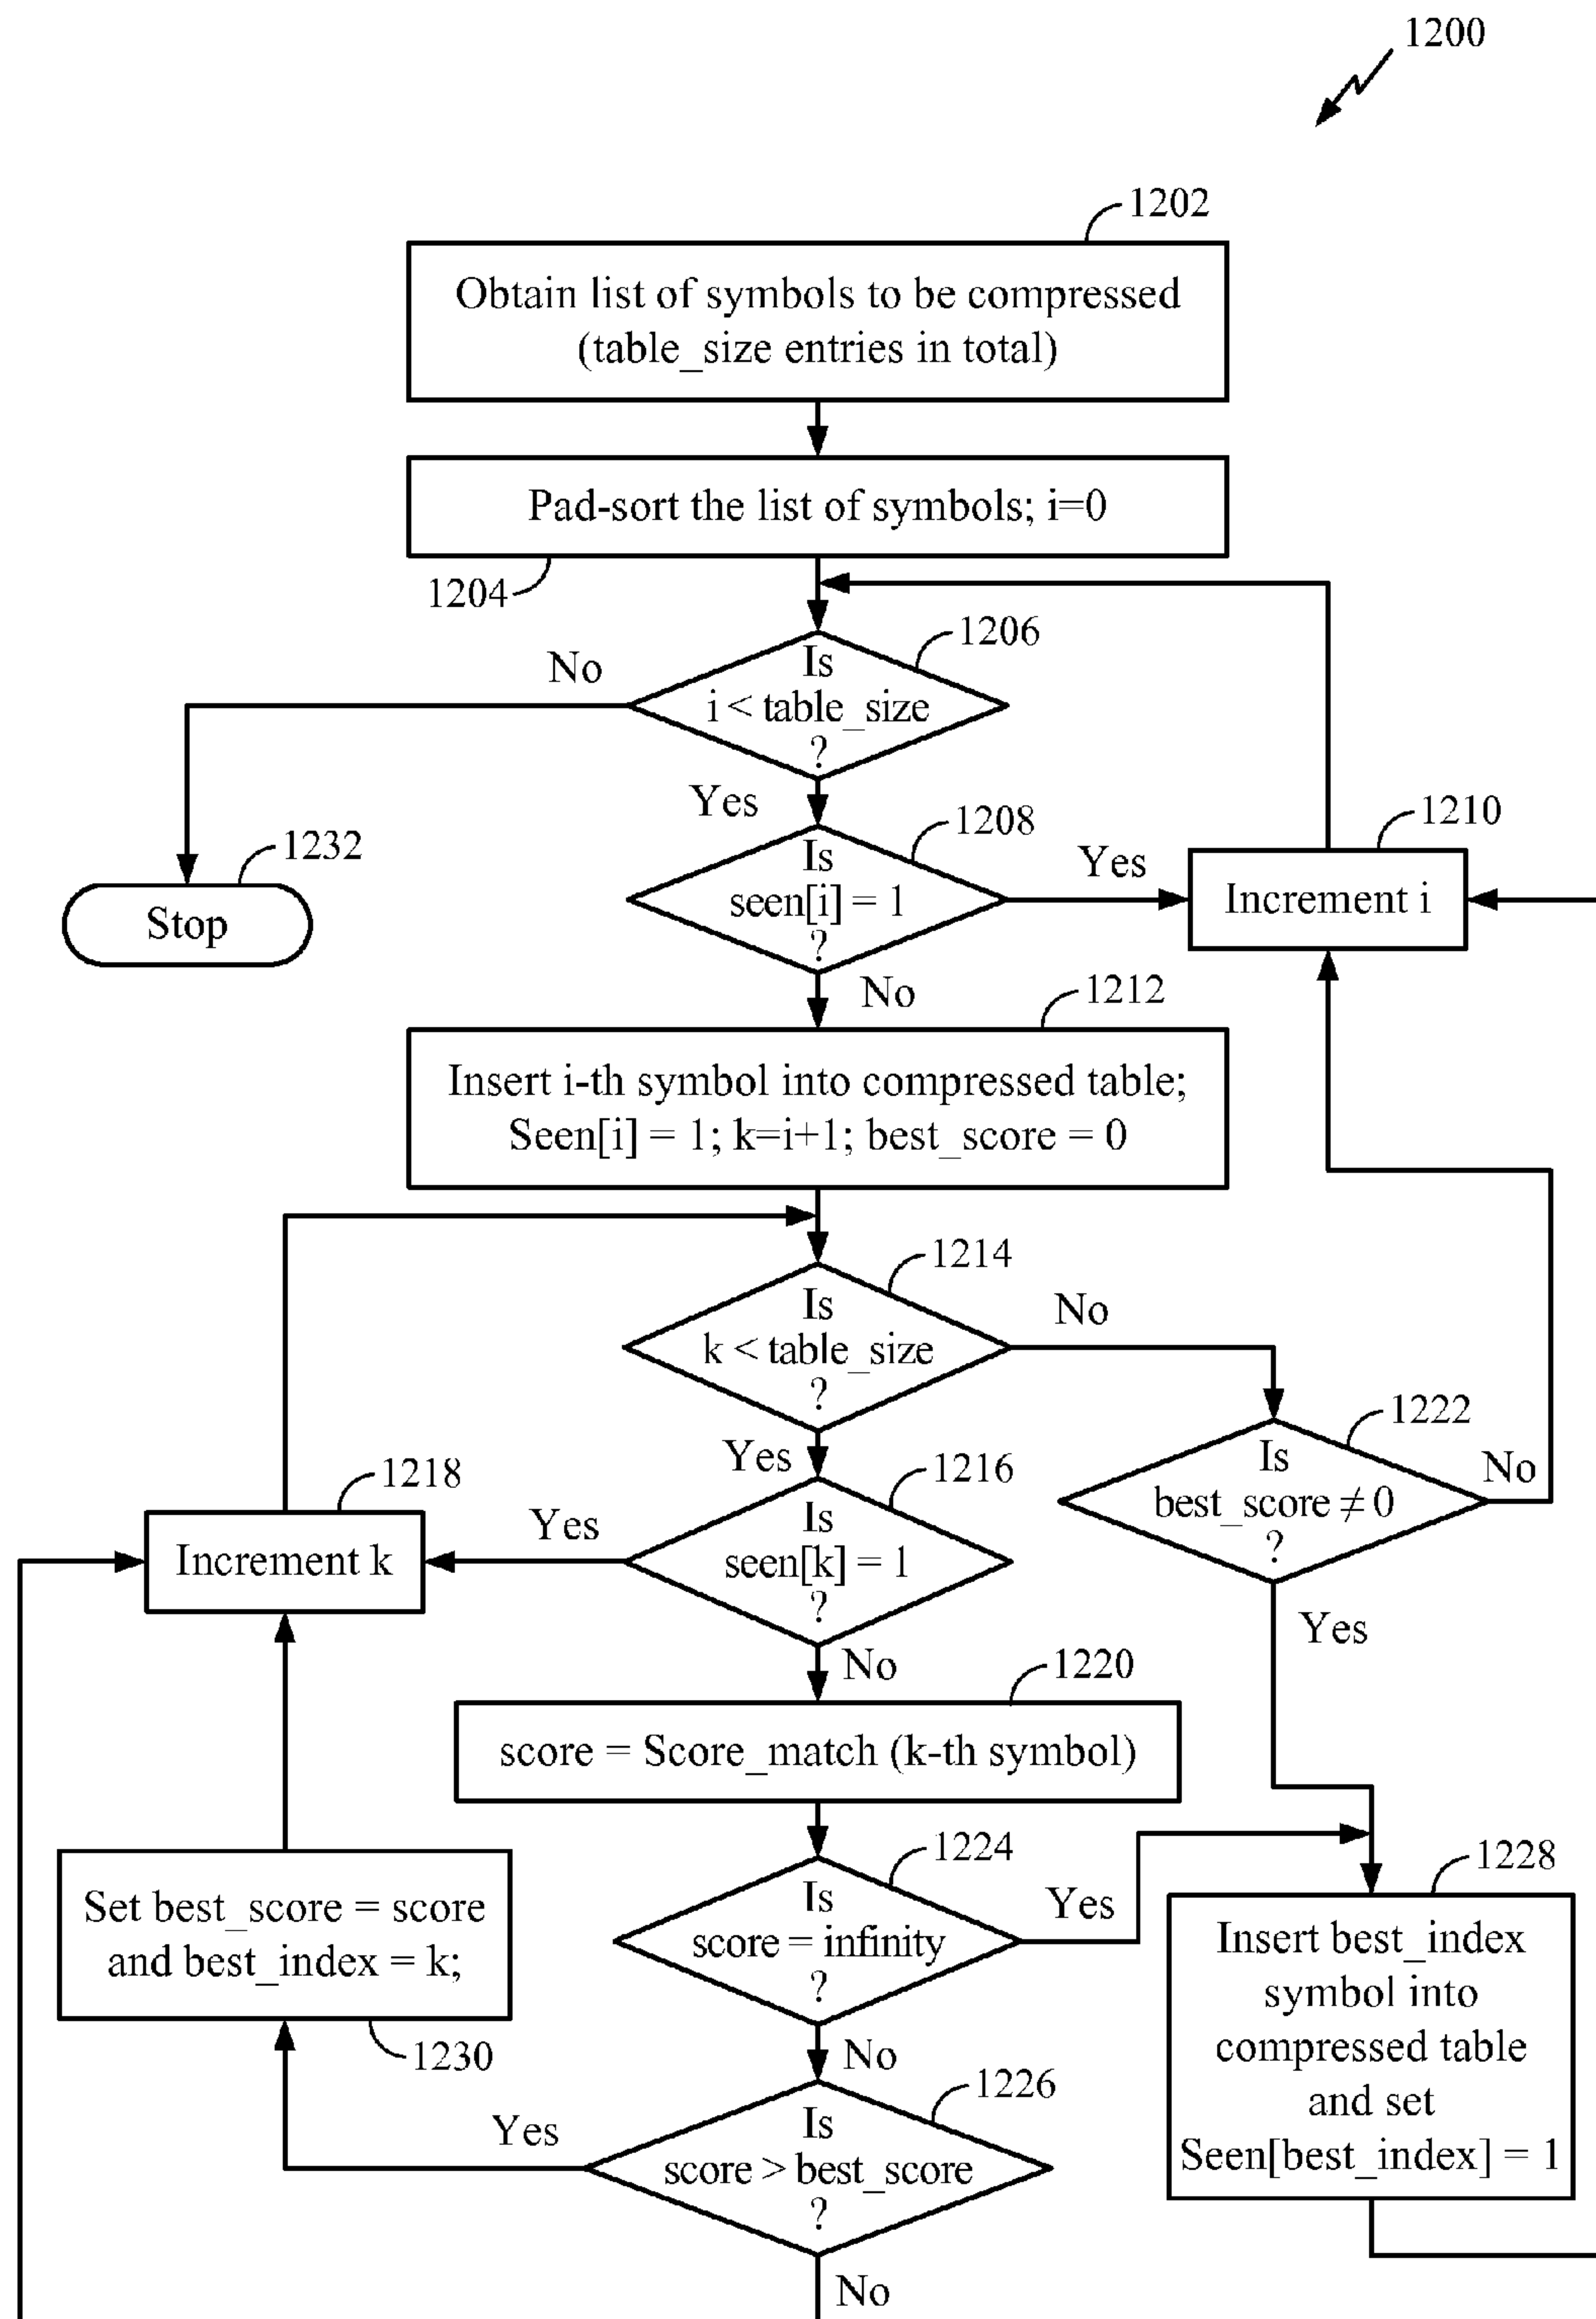 1200
1202
Obtain list of symbols to be compressed
(table_size entries in total)
Pad-sort the list of symbols; i=0
1204
1206
No
Is
i < table_size
?
Yes
1208
1210
1232
Is
seen[i] = 1
?
Yes
Increment i
Stop
No
1212
Insert i-th symbol into compressed table;
Seen[i] = 1; k=i+1; best_score = 0
1214
Is
k < table_size
?
No
1222
Is
best_score ≠ 0
?
No
Yes
Yes
1216
1218
Is
seen[k] = 1
?
Yes
Increment k
No
1220
score = Score_match (k-th symbol)
1224
Is
score = infinity
?
Yes
1228
Insert best_index
symbol into
compressed table
and set
Seen[best_index] = 1
Set best_score = score
and best_index = k;
1230
No
1226
Is
score > best_score
?
Yes
No